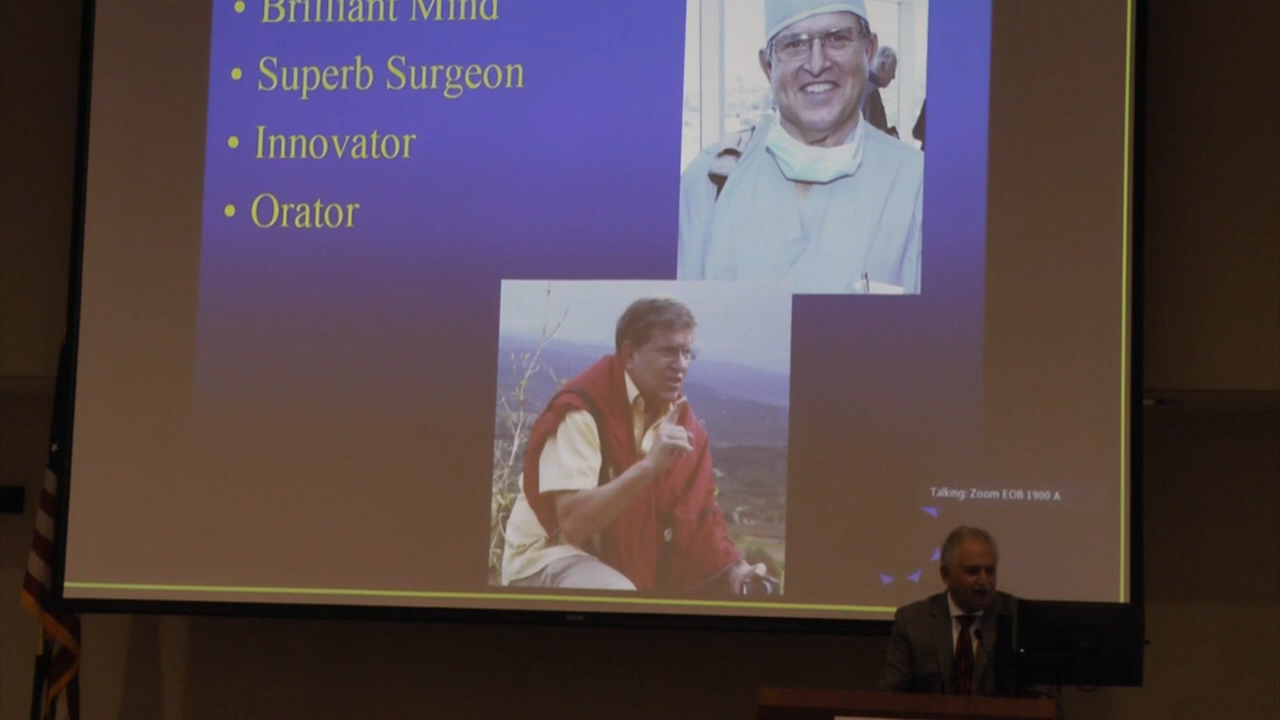 • Brilliant Mind
• Superb Surgeon
• Innovator
• Orator
Talking: Zoom EOB 1900 A